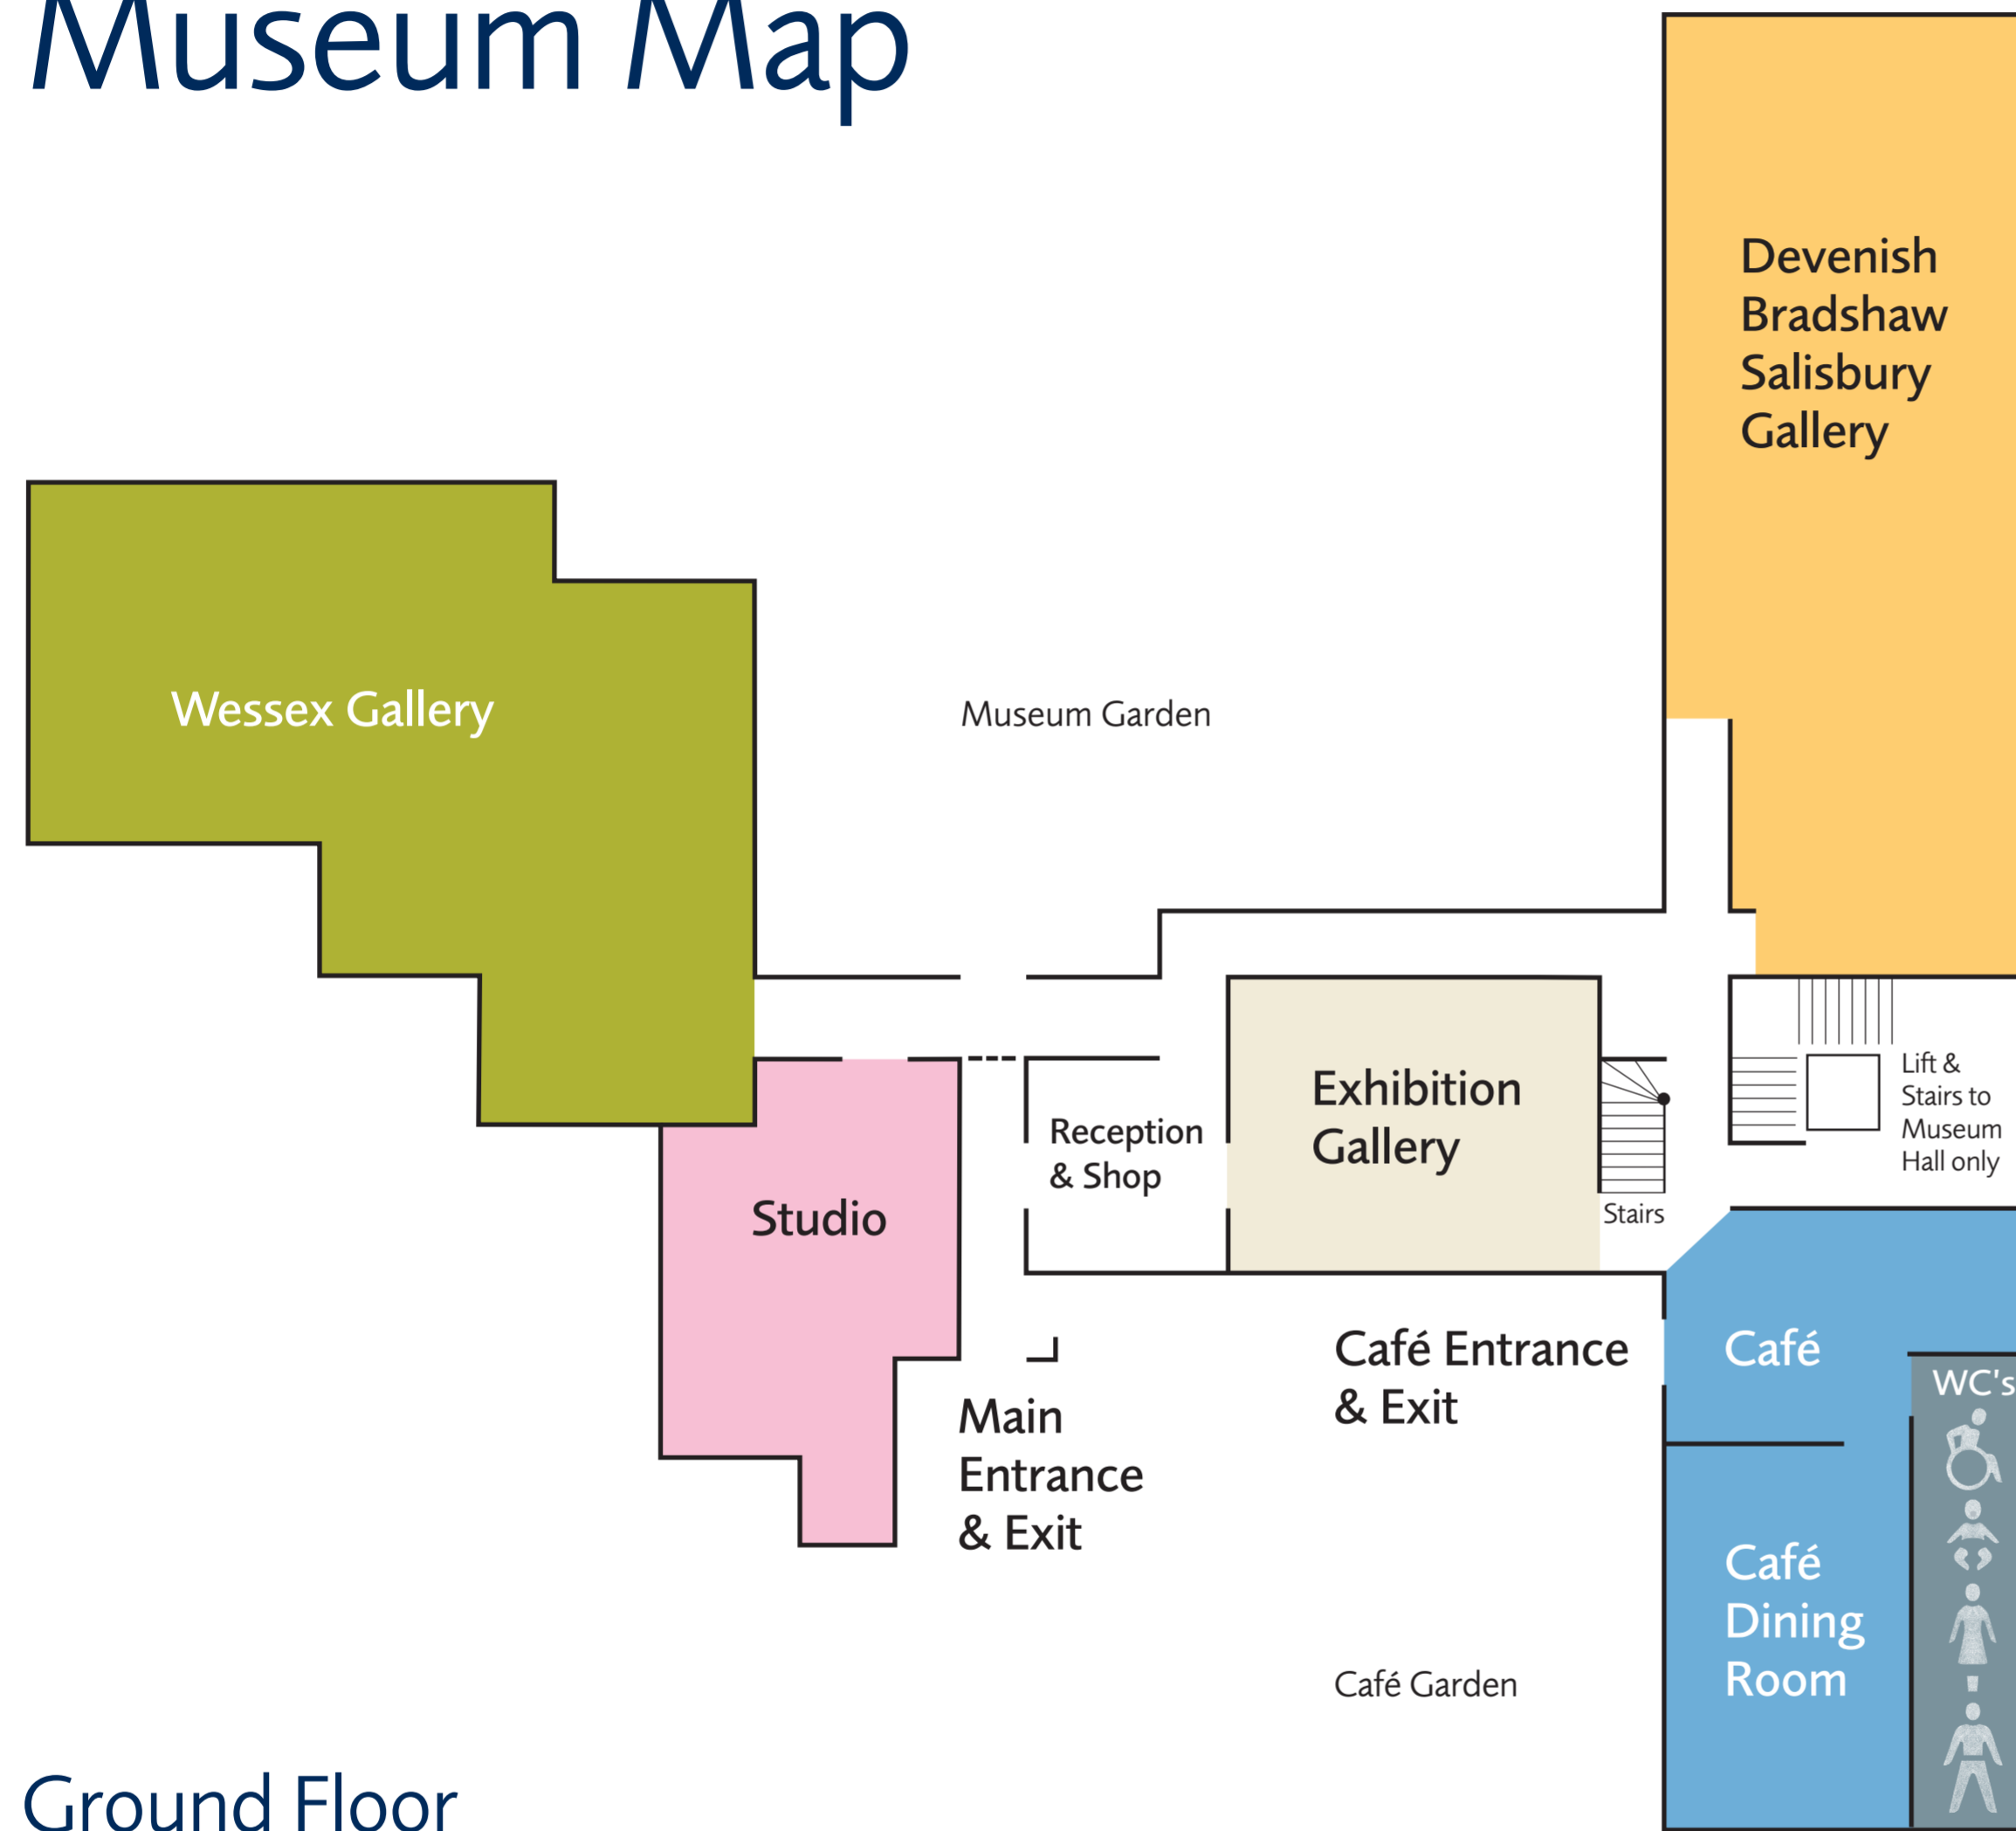 Museum Map
Devenish
Bradshaw
Salisbury
Gallery
Wessex Gallery
Museum Garden
Exhibition
Gallery
Reception
& Shop
Studio
Stairs
Lift &
Stairs to
Museum
Hall only
Café Entrance
& Exit
Café
WC's
Main
Entrance
& Exit
Café
Dining
Room
Café Garden
Ground Floor